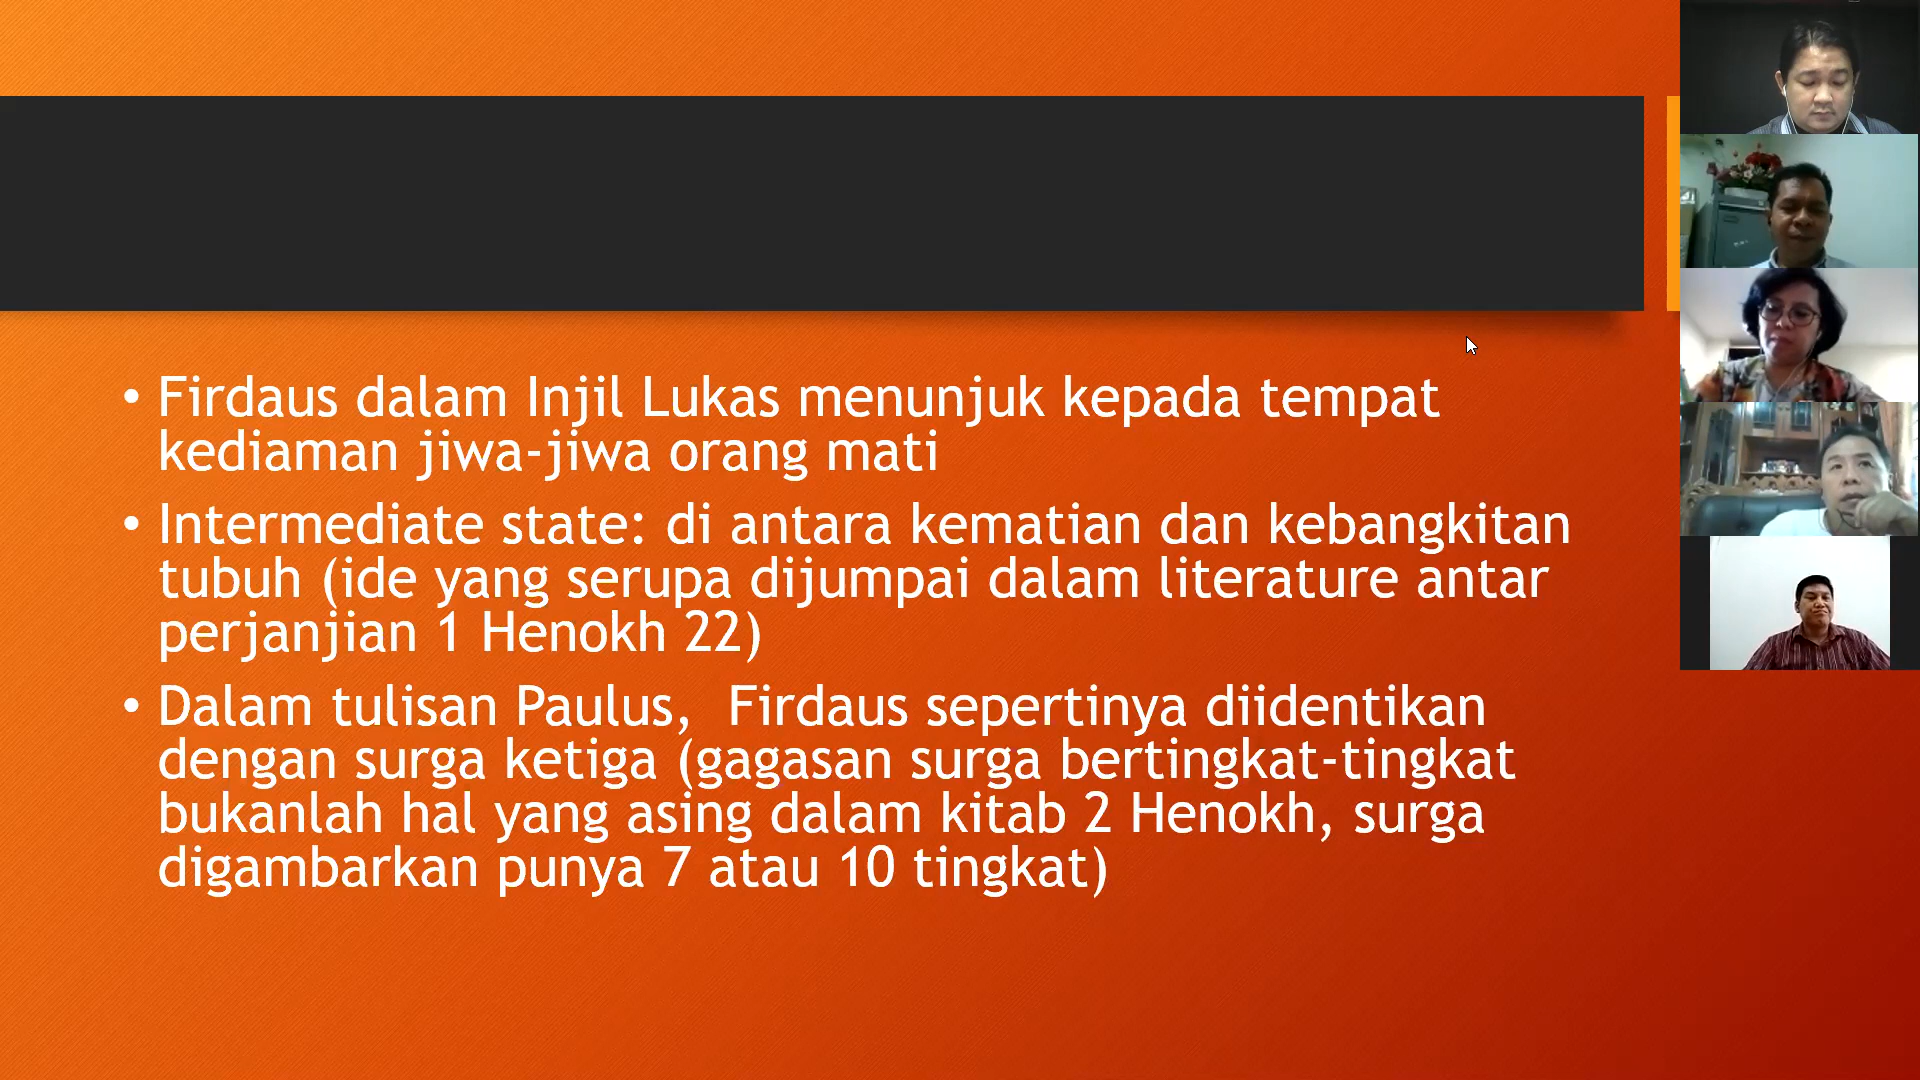 • Firdaus dalam Injil Lukas menunjuk kepada tempat
kediaman jiwa-jiwa orang mati
• Intermediate state: di antara kematian dan kebangkitan
tubuh (ide yang serupa dijumpai dalam literature antar
perjanjian 1 Henokh 22)
• Dalam tulisan Paulus,  Firdaus sepertinya diidentikan
dengan surga ketiga (gagasan surga bertingkat-tingkat
bukanlah hal yang asing dalam kitab 2 Henokh, surga
digambarkan punya 7 atau 10 tingkat)